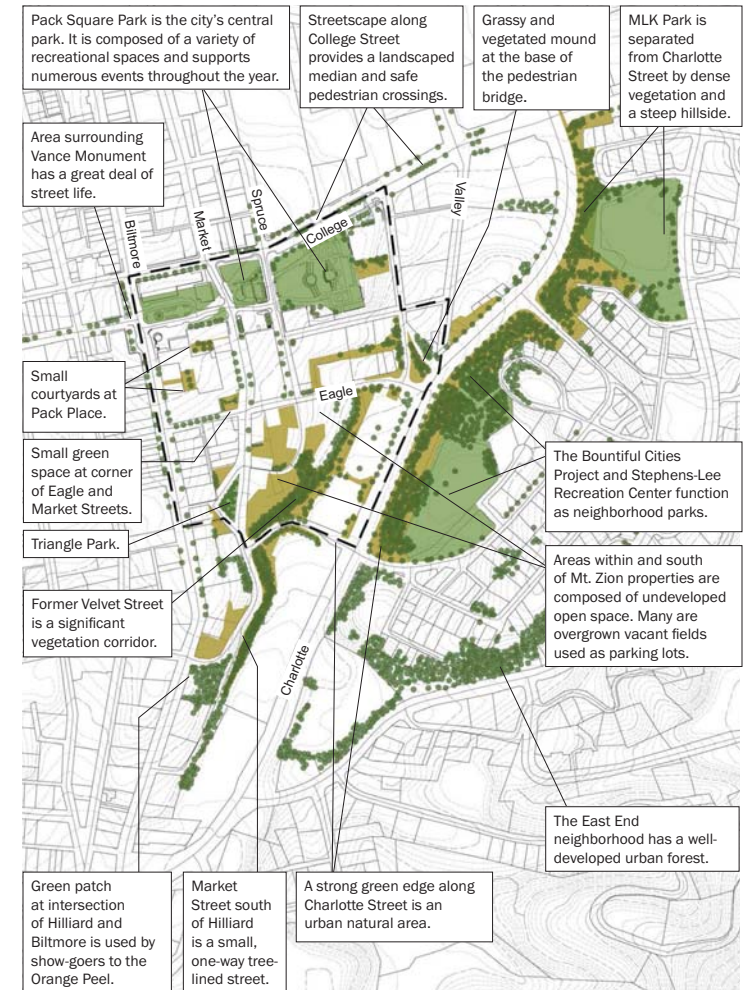 Pack Square Park is the city's central
park. It is composed of a variety of
recreational spaces and supports
numerous events throughout the year.
Streetscape along
College Street
provides a landscaped
median and safe
pedestrian crossings.
Grassy and
vegetated mound
at the base of
the pedestrian
bridge.
MLK Park is
separated
from Charlotte
Street by dense
vegetation and
a steep hillside.
Area surrounding
Vance Monument
has a great deal of
street life.
Biltmore
Market
Spruce
College
Valley
Small
courtyards at
Pack Place.
Eagle
Small green
space at corner
of Eagle and
Market Streets.
Triangle Park.
The Bountiful Cities
Project and Stephens-Lee
Recreation Center function
as neighborhood parks.
Areas within and south
of Mt. Zion properties are
composed of undeveloped
open space. Many are
overgrown vacant fields
used as parking lots.
Former Velvet Street
is a significant
vegetation corridor.
Charlotte
The East End
neighborhood has a well-
developed urban forest.
Green patch
at intersection
of Hilliard and
Biltmore is used by
show-goers to the
Orange Peel.
Market
Street south
of Hilliard
is a small,
one-way tree-
lined street.
A strong green edge along
Charlotte Street is an
urban natural area.